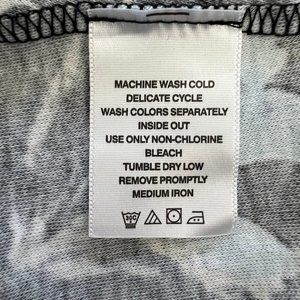 MACHINE WASH COLD
DELICATE CYCLE
WASH COLORS SEPARATELY
INSIDE OUT
USE ONLY NON-CHLORINE
BLEACH
TUMBLE DRY LOW
REMOVE PROMPTLY
MEDIUM IRON
30C